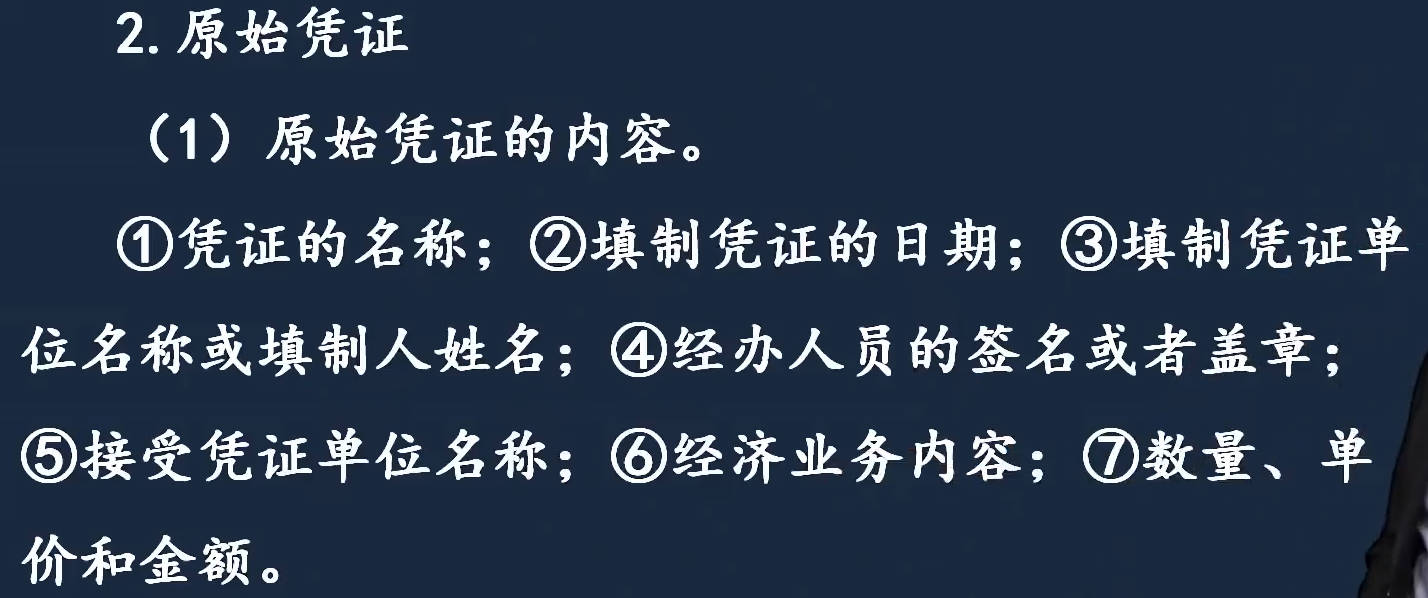 2.原始凭证
（1）原始凭证的内容。
①凭证的名称；②填制凭证的日期；③填制凭证单
位名称或填制人姓名；④经办人员的签名或者盖章；
⑤接受凭证单位名称；⑥经济业务内容；⑦数量、单
价和金额。